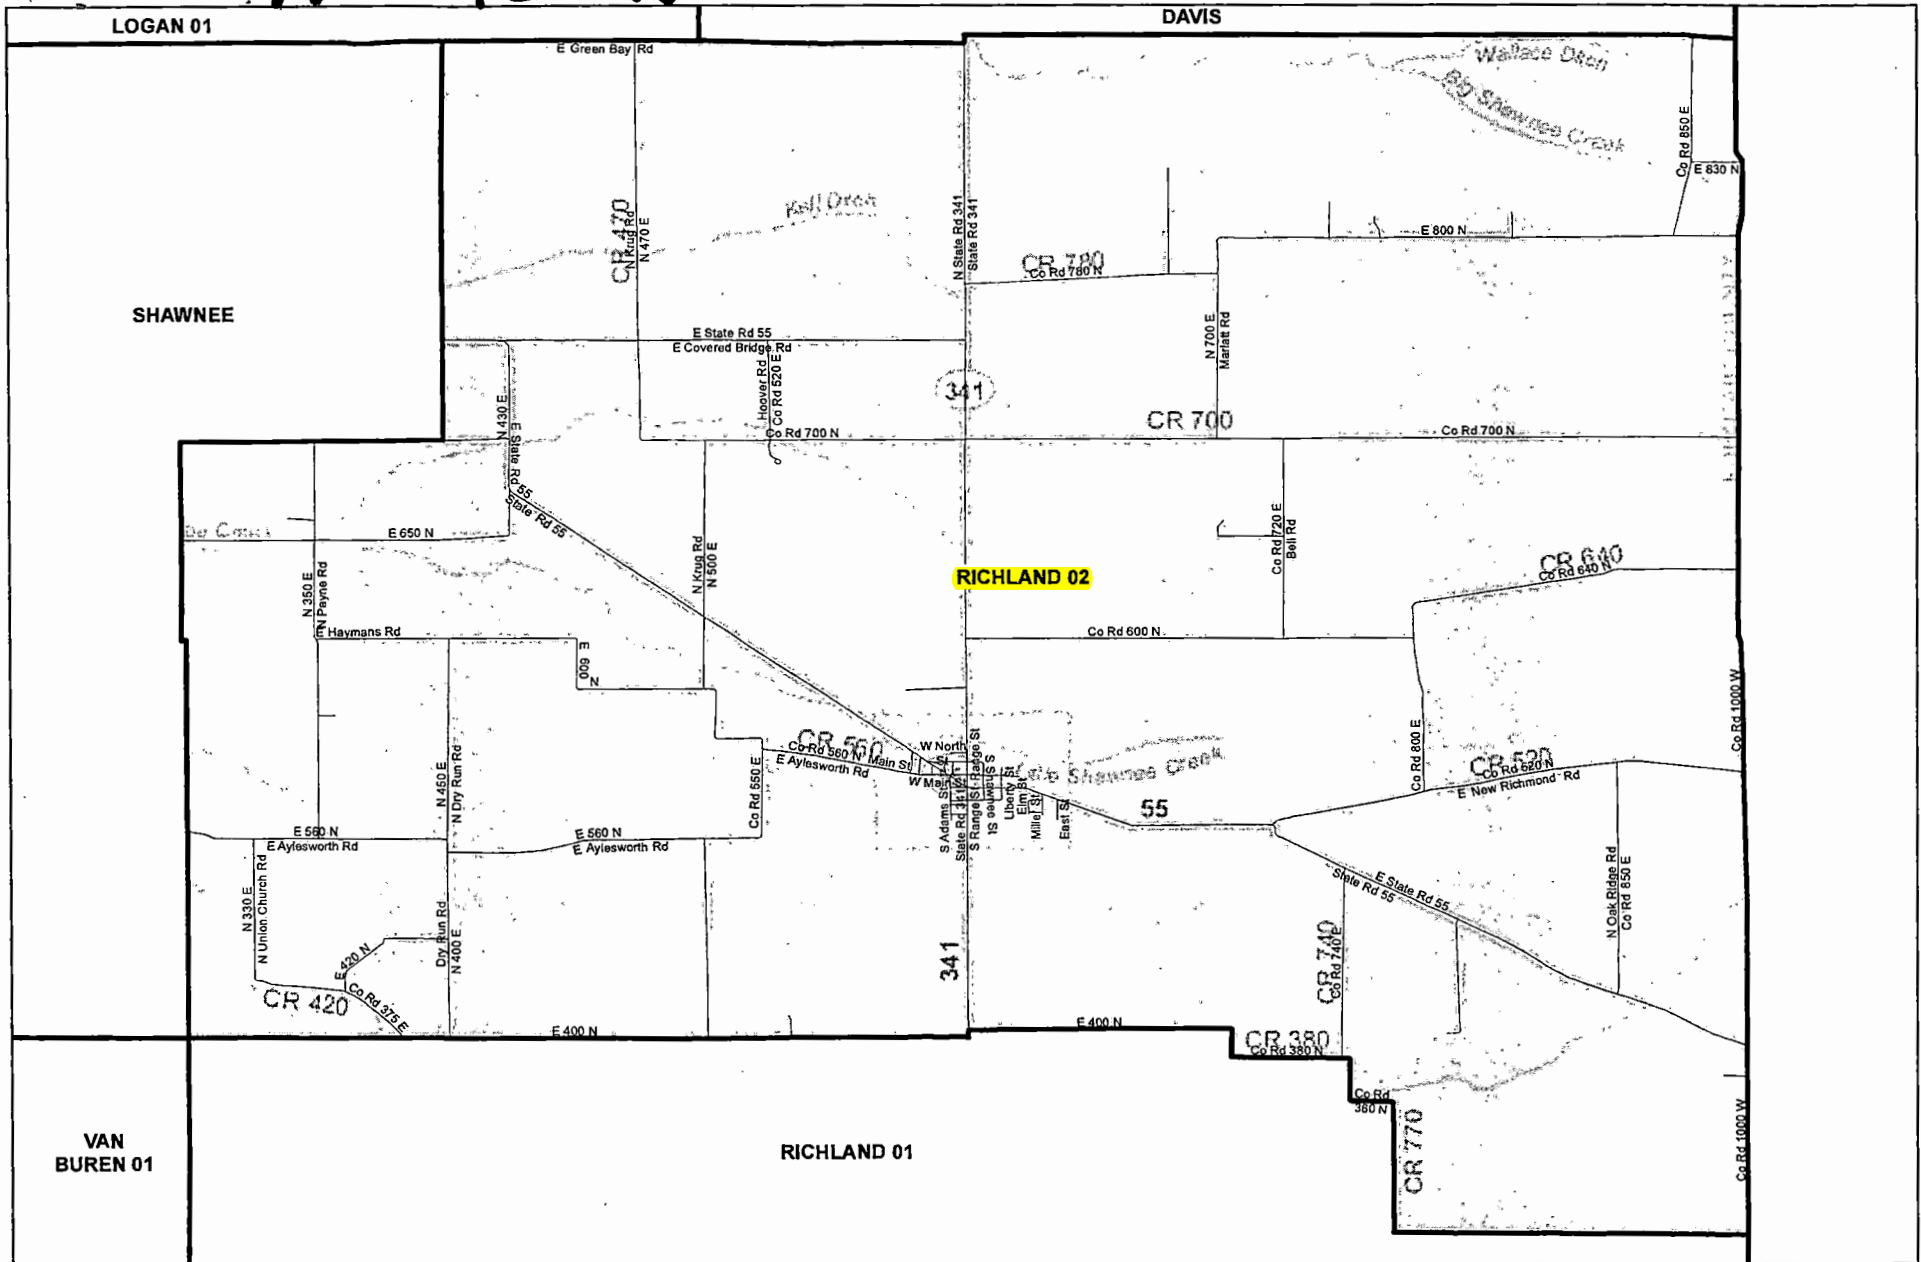 LOGAN 01
DAVIS
E Green Bay Rd
Wallace Ditch
Big Shawnee Creek
Co Rd 850 E
E 830 N
Kell Ditch
CR 470
N Krug Rd
N 470 E
N State Rd 341
State Rd 341
E 800 N
CR 780
Co Rd 780 N
SHAWNEE
E State Rd 55
E Covered Bridge Rd
N 700 E
Marlatt Rd
Hoover Rd
Co Rd 520 E
341
N 430 E
E State Rd 55
CR 700
Co Rd 700 N
Co Rd 700 N
State Rd 55
E 650 N
N 350 E
N Payne Rd
N Krug Rd
N 500 E
Co Rd 720 E
Bell Rd
CR 640
Co Rd 640 N
RICHLAND 02
E Haymans Rd
E 600 N
Co Rd 600 N
Co Rd 1000 W
CR 560
Co Rd 560 N
Main St
E Aylesworth Rd
W North St
W Main St
S Range St
S Range St
S Shawnee St
Liberty St
Elm St
Mille St
East St
S Adams St
State Rd 341
Shawnee Creek
Co Rd 550 E
N 450 E
N Dry Run Rd
Co Rd 800 E
CR 520
Co Rd 520 N
E New Richmond Rd
55
E 560 N
E Aylesworth Rd
E 560 N
E Aylesworth Rd
N 330 E
N Union Church Rd
E State Rd 55
State Rd 55
N Oak Ridge Rd
Co Rd 850 E
Dry Run Rd
N 400 E
E 420 N
CR 420
Co Rd 375 E
341
CR 740
Co Rd 740 E
E 400 N
E 400 N
CR 380
Co Rd 380 N
Co Rd
360 N
CR 770
Co Rd 1000 W
VAN
BUREN 01
RICHLAND 01